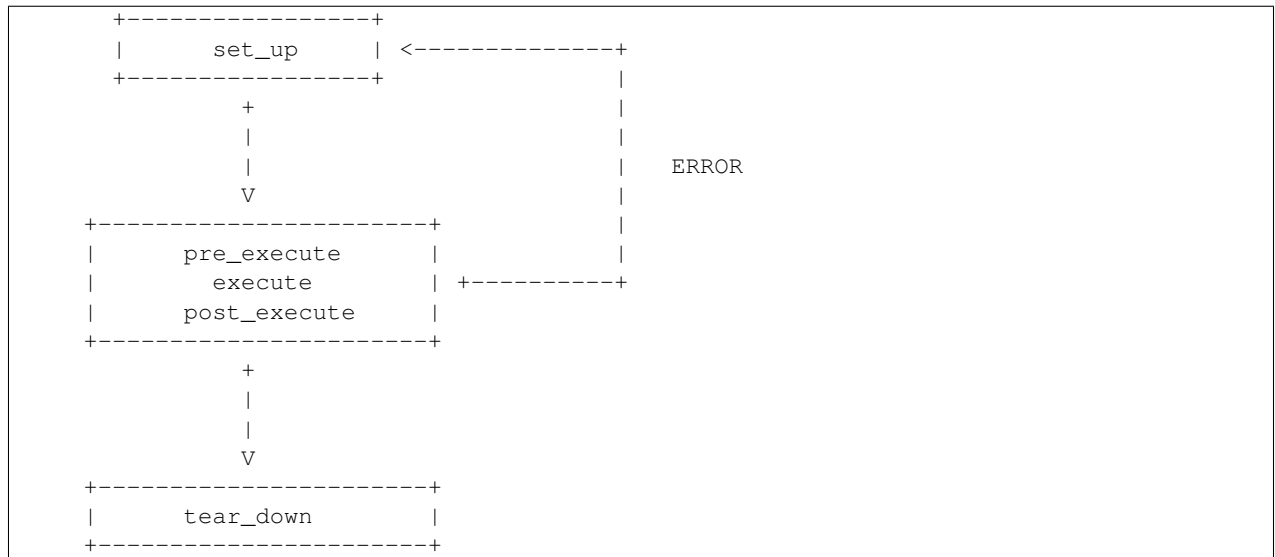 set_up
ERROR
V
pre_execute
execute
post_execute
V
tear_down